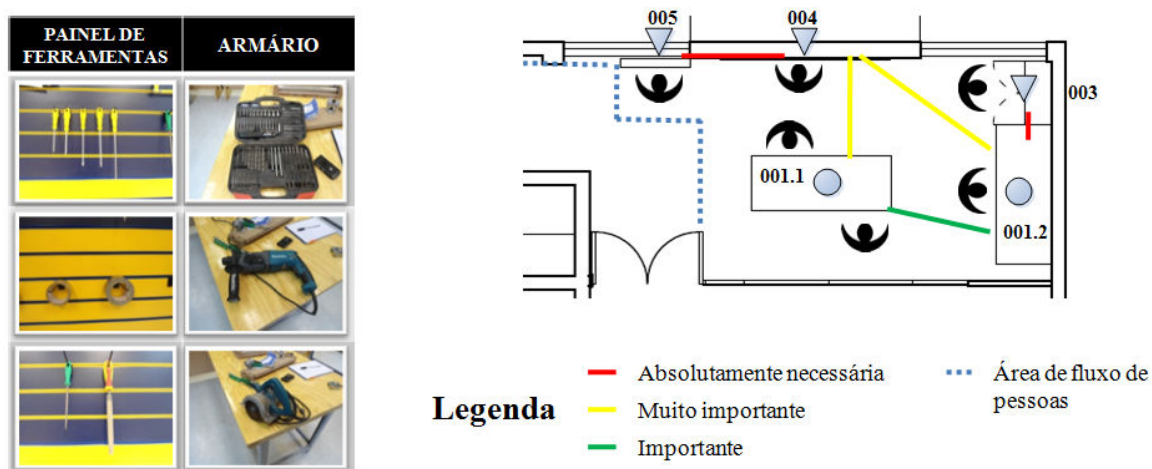 PAINEL DE
FERRAMENTAS
ARMÁRIO
005
004
003
001.1
001.2
Legenda
Absolutamente necessária
Muito importante
Importante
Área de fluxo de
pessoas